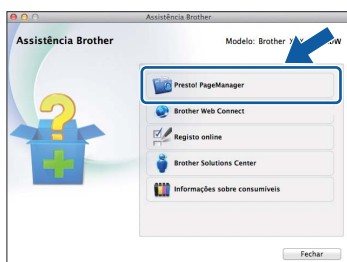 Assistência Brother
Assistência Brother
Modelo: Brother
Presto! PageManager
Brother Web Connect
Registo online
Brother Solutions Center
Informações sobre consumíveis
Fechar